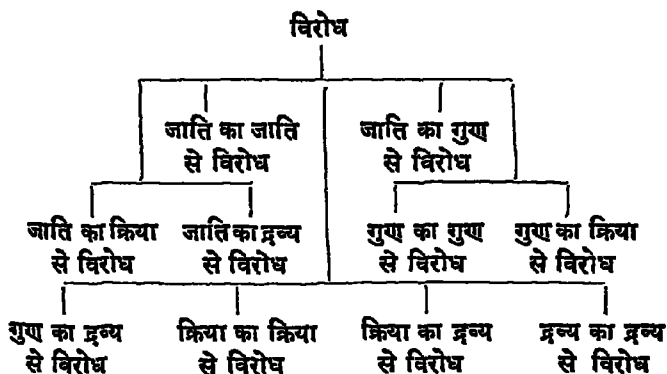 विरोध
जाति का जाति जाति का गुण
से विरोध से विरोध
जाति का क्रिया जाति का द्रव्य गुण का गुण गुण का क्रिया
से विरोध से विरोध से विरोध से विरोध
गुण का द्रव्य क्रिया का क्रिया क्रिया का द्रव्य द्रव्य का द्रव्य
से विरोध से विरोध से विरोध से विरोध